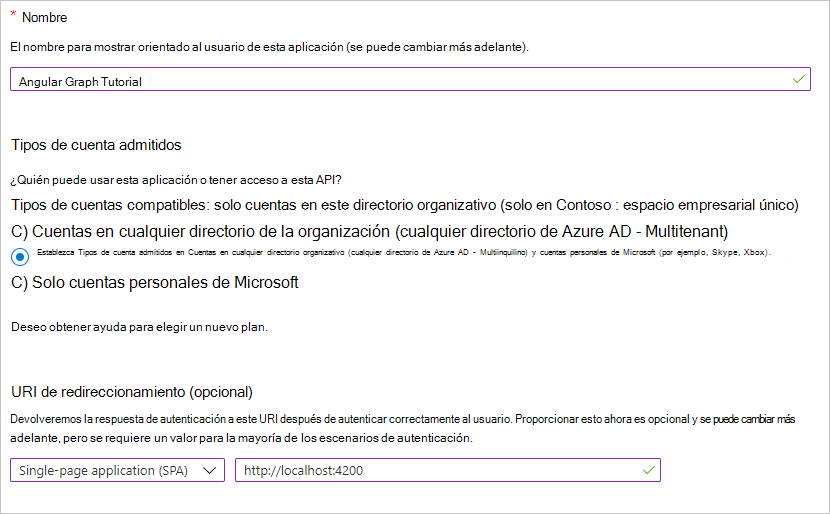 * Nombre
El nombre para mostrar orientado al usuario de esta aplicación (se puede cambiar más adelante).
Angular Graph Tutorial
Tipos de cuenta admitidos
¿Quién puede usar esta aplicación o tener acceso a esta API?
Tipos de cuentas compatibles: solo cuentas en este directorio organizativo (solo en Contoso : espacio empresarial único)
C) Cuentas en cualquier directorio de la organización (cualquier directorio de Azure AD - Multitenant)
Establezca Tipos de cuenta admitidos en Cuentas en cualquier directorio organizativo (cualquier directorio de Azure AD - Multiinquilino) y cuentas personales de Microsoft (por ejemplo, Skype, Xbox).
C) Solo cuentas personales de Microsoft
Deseo obtener ayuda para elegir un nuevo plan.
URI de redireccionamiento (opcional)
Devolveremos la respuesta de autenticación a este URI después de autenticar correctamente al usuario. Proporcionar esto ahora es opcional y se puede cambiar más
adelante, pero se requiere un valor para la mayoría de los escenarios de autenticación.
Single-page application (SPA) http://localhost:4200